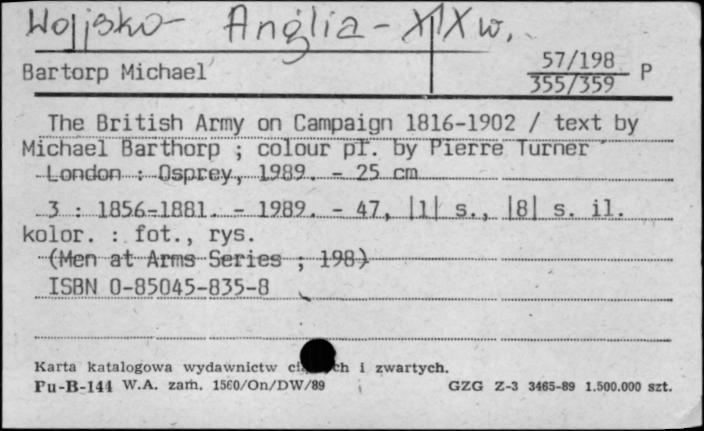 Wojsko - Anglia - XIX w.
Bartorp Michael
57/198
355/359 P
The British Army on Campaign 1816-1902 / text by
Michael Barthorp ; colour pl. by Pierre Turner
London : Osprey, 1989. - 25 cm
3 : 1856-1881. - 1989. - 47, |1| s., |8| s. il.
kolor. : fot., rys.
(Men at Arms Series ; 198)
ISBN 0-85045-835-8
Karta katalogowa wydawnictw i zwartych.
Pu-B-144 W.A. zam. 1560/On/DW/89 GZG Z-3 3465-89 1.500.000 szt.